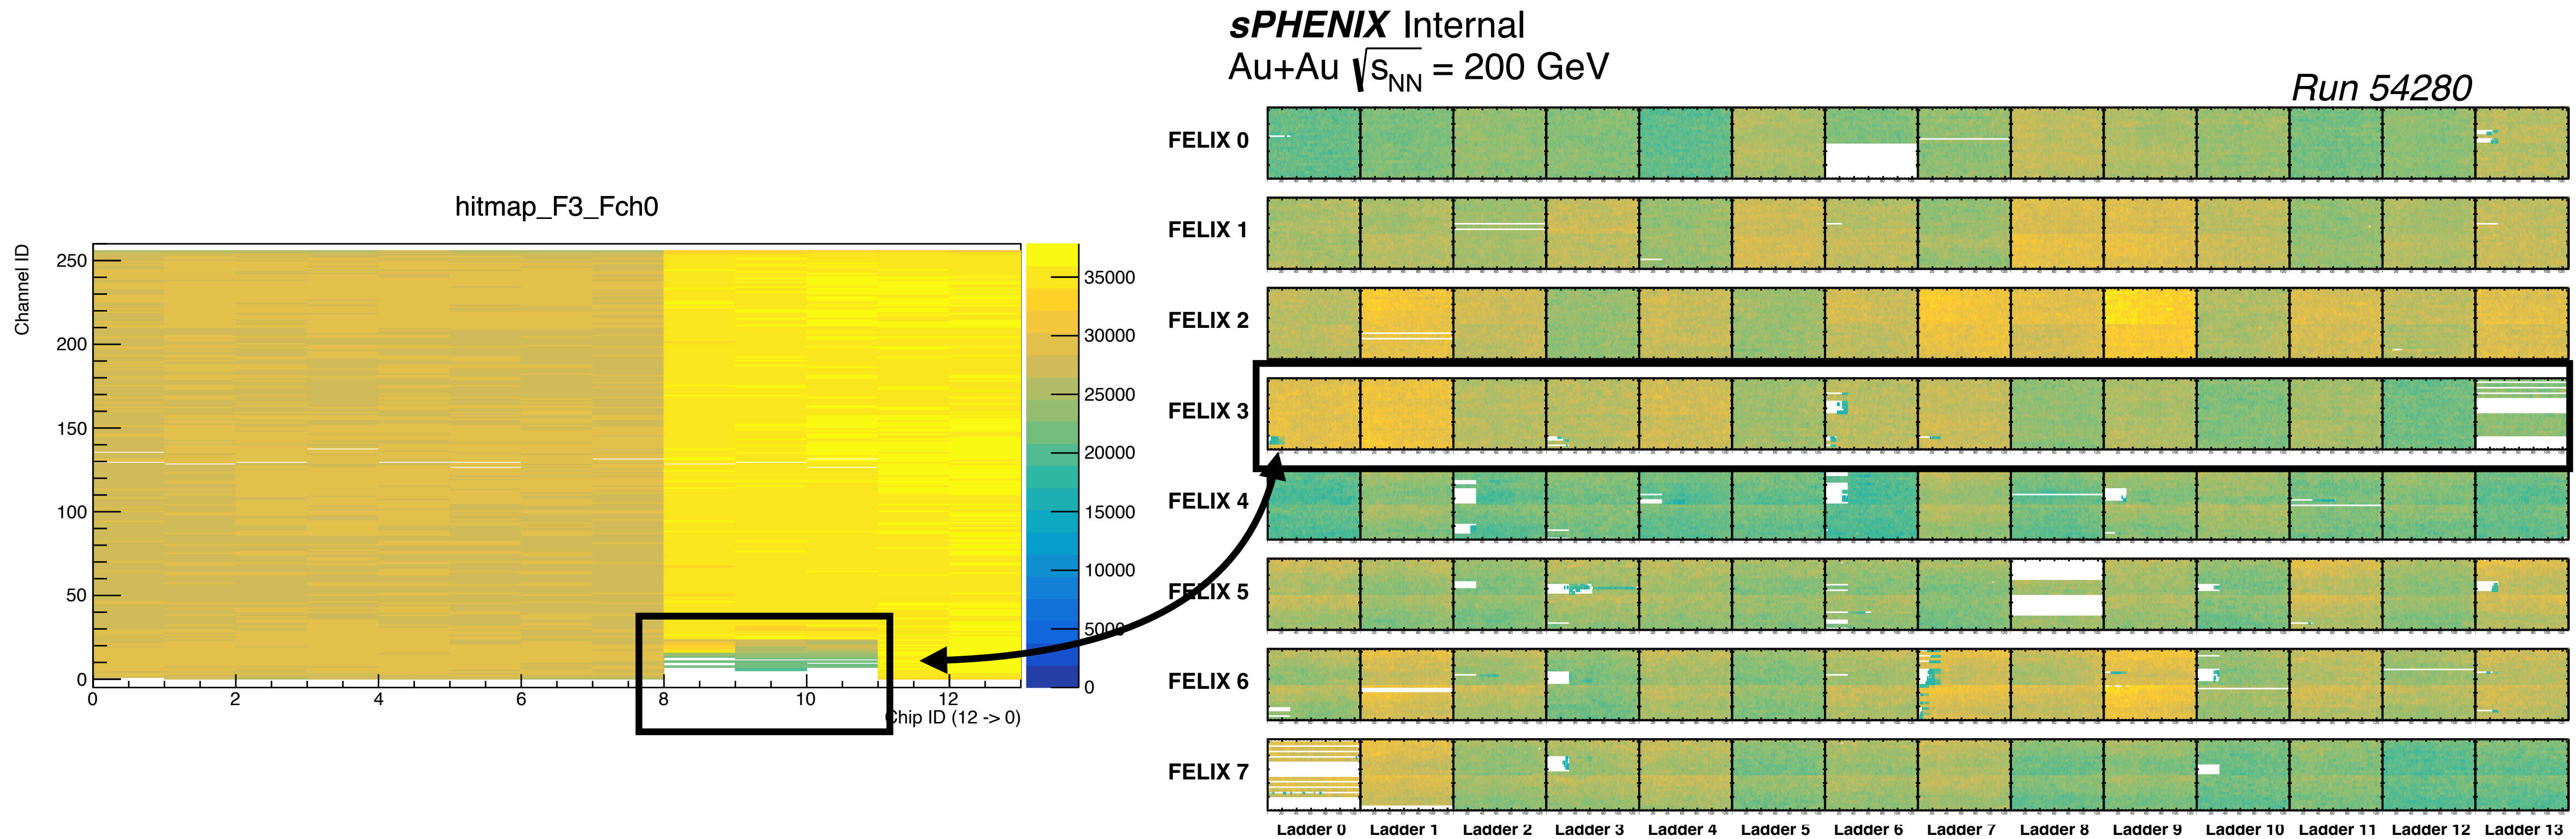 sPHENIX Internal
Au+Au √sNN = 200 GeV
Run 54280
hitmap_F3_Fch0
Channel ID
250
200
150
100
50
0
0 2 4 6 8 10 12
Chip ID (12 -> 0)
35000
30000
25000
20000
15000
10000
5000
0
FELIX 0
FELIX 1
FELIX 2
FELIX 3
FELIX 4
FELIX 5
FELIX 6
FELIX 7
Ladder 0 Ladder 1 Ladder 2 Ladder 3 Ladder 4 Ladder 5 Ladder 6 Ladder 7 Ladder 8 Ladder 9 Ladder 10 Ladder 11 Ladder 12 Ladder 13